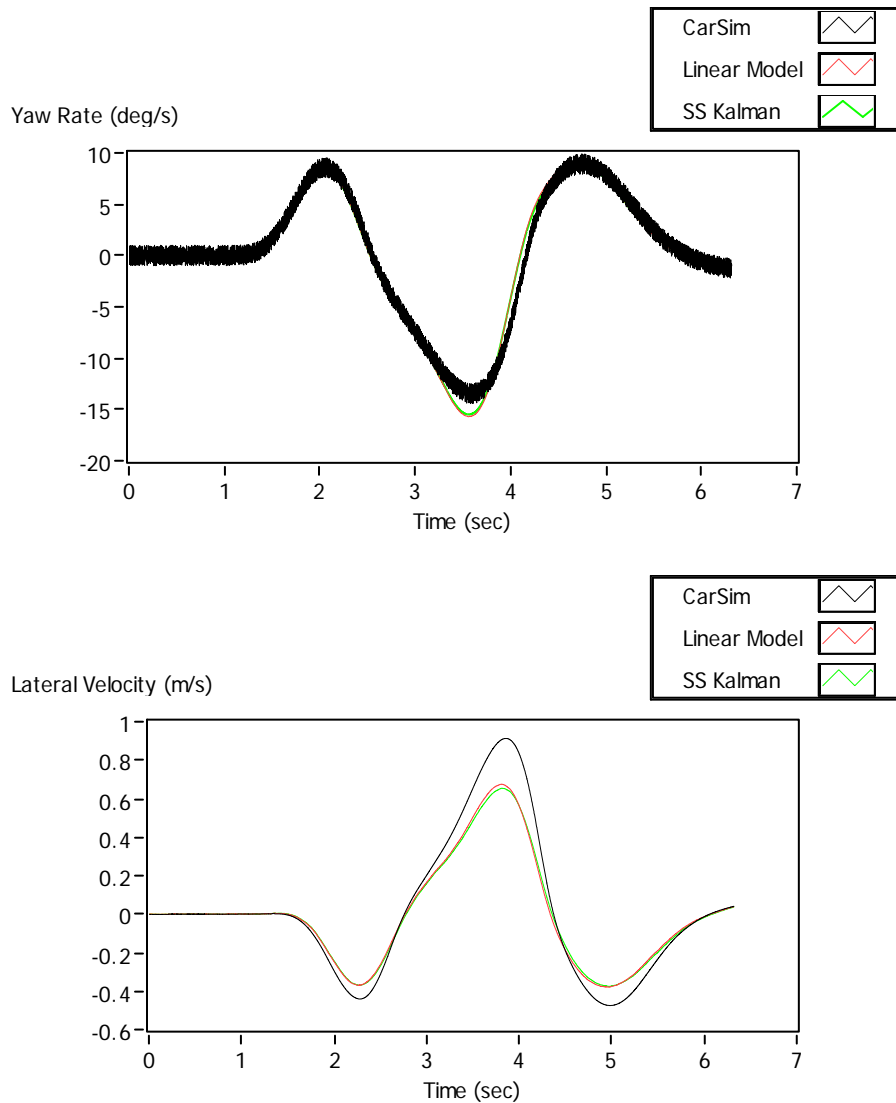 CarSim
Linear Model
SS Kalman
Yaw Rate (deg/s)
10
5
0
-5
-10
-15
-20
0 1 2 3 4 5 6 7
Time (sec)
CarSim
Linear Model
SS Kalman
Lateral Velocity (m/s)
1
0.8
0.6
0.4
0.2
0
-0.2
-0.4
-0.6
0 1 2 3 4 5 6 7
Time (sec)